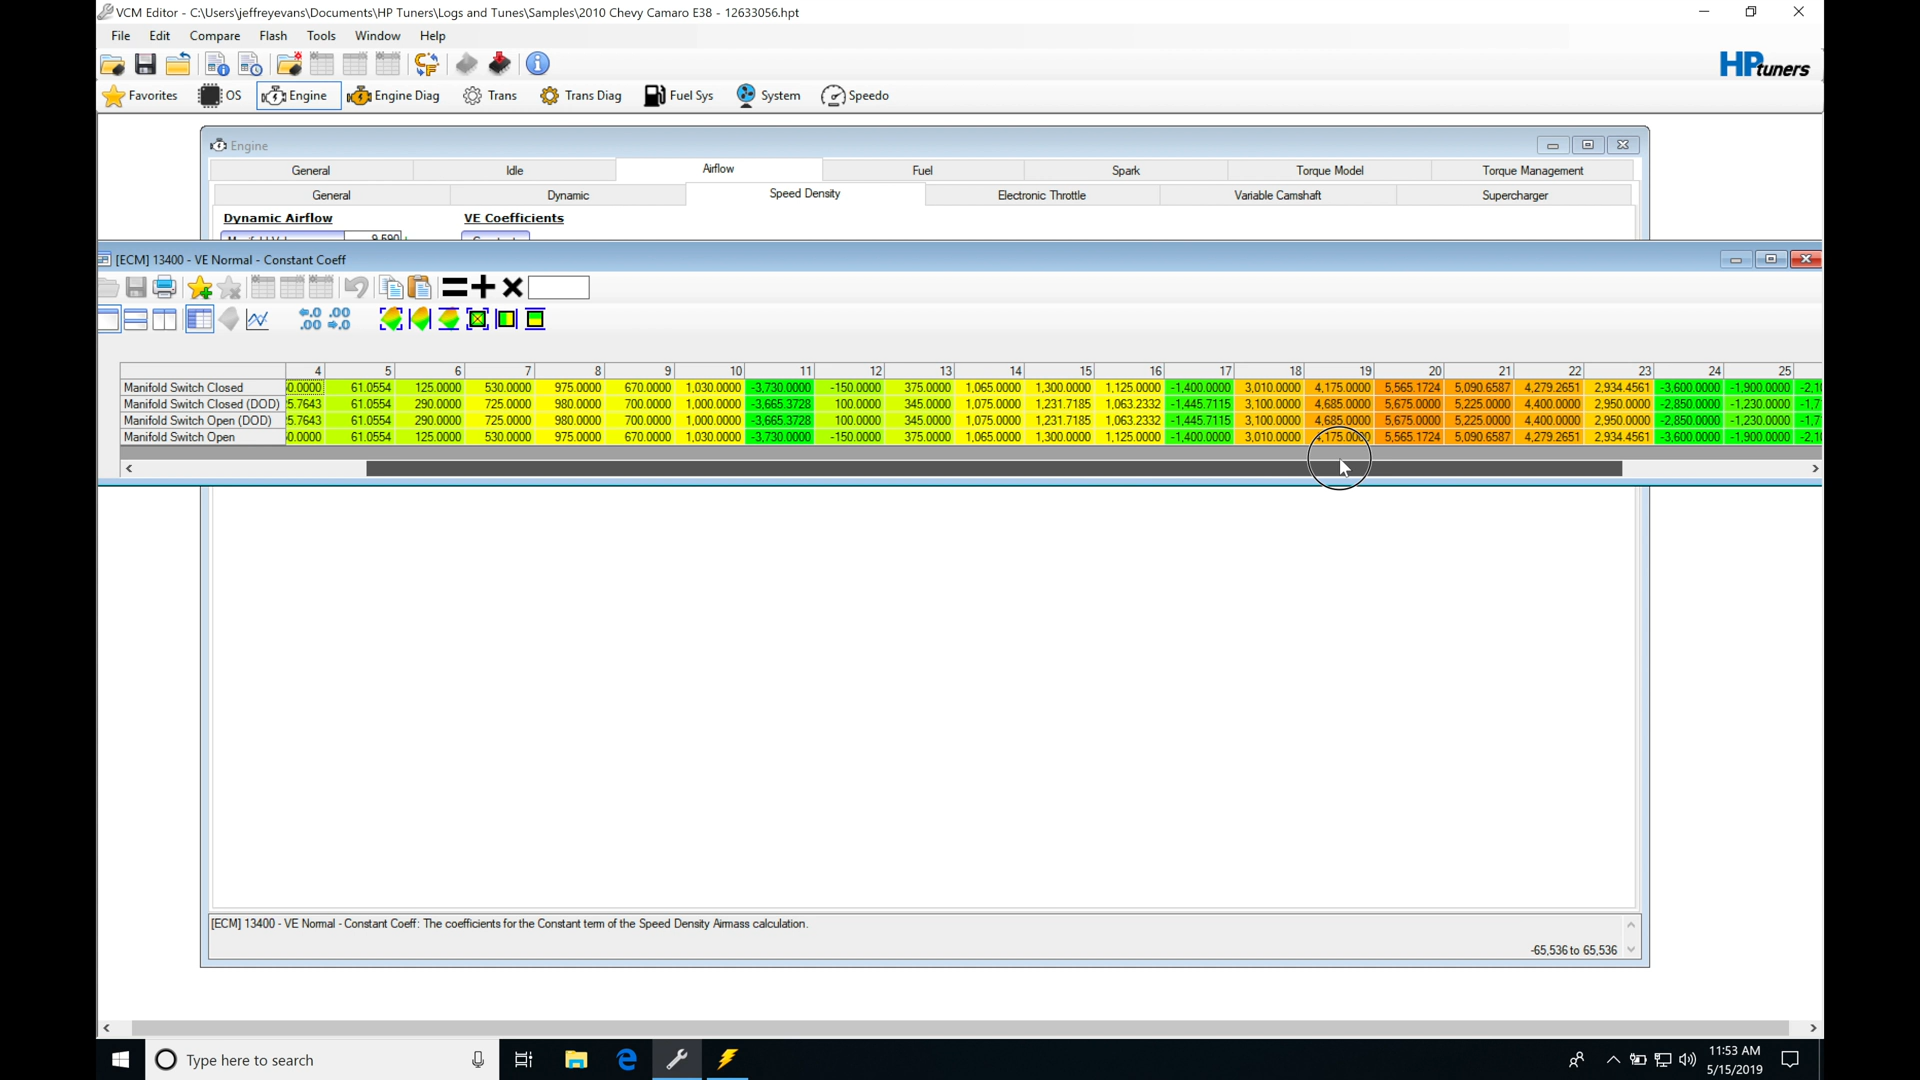 VCM Editor - C:\Users\jeffreyevans\Documents\HP Tuners\Logs and Tunes\Samples\2010 Chevy Camaro E38 - 12633056.hpt
File Edit Compare Flash Tools Window Help
HPtuners
Favorites OS Engine Engine Diag Trans Trans Diag Fuel Sys System Speedo
Engine
General Idle Airflow Fuel Spark Torque Model Torque Management
General Dynamic Speed Density Electronic Throttle Variable Camshaft Supercharger
Dynamic Airflow VE Coefficients
9.590
[ECM] 13400 - VE Normal - Constant Coeff
4 5 6 7 8 9 10 11 12 13 14 15 16 17 18 19 20 21 22 23 24 25
Manifold Switch Closed 0.0000 61.0554 125.0000 530.0000 975.0000 670.0000 1,030.0000 -3,730.0000 -150.0000 375.0000 1,065.0000 1,300.0000 1,125.0000 -1,400.0000 3,010.0000 4,175.0000 5,565.1724 5,090.6587 4,279.2651 2,934.4561 -3,600.0000 -1,900.0000 -2,10
Manifold Switch Closed (DOD) 5.7643 61.0554 290.0000 725.0000 980.0000 700.0000 1,000.0000 -3,665.3728 100.0000 345.0000 1,075.0000 1,231.7185 1,063.2332 -1,445.7115 3,100.0000 4,685.0000 5,675.0000 5,225.0000 4,400.0000 2,950.0000 -2,850.0000 -1,230.0000 -1,7
Manifold Switch Open (DOD) 5.7643 61.0554 290.0000 725.0000 980.0000 700.0000 1,000.0000 -3,665.3728 100.0000 345.0000 1,075.0000 1,231.7185 1,063.2332 -1,445.7115 3,100.0000 4,685.0000 5,675.0000 5,225.0000 4,400.0000 2,950.0000 -2,850.0000 -1,230.0000 -1,7
Manifold Switch Open 0.0000 61.0554 125.0000 530.0000 975.0000 670.0000 1,030.0000 -3,730.0000 -150.0000 375.0000 1,065.0000 1,300.0000 1,125.0000 -1,400.0000 3,010.0000 4,175.0000 5,565.1724 5,090.6587 4,279.2651 2,934.4561 -3,600.0000 -1,900.0000 -2,10
[ECM] 13400 - VE Normal - Constant Coeff: The coefficients for the Constant term of the Speed Density Airmass calculation.
-65,536 to 65,536
Type here to search
11:53 AM
5/15/2019